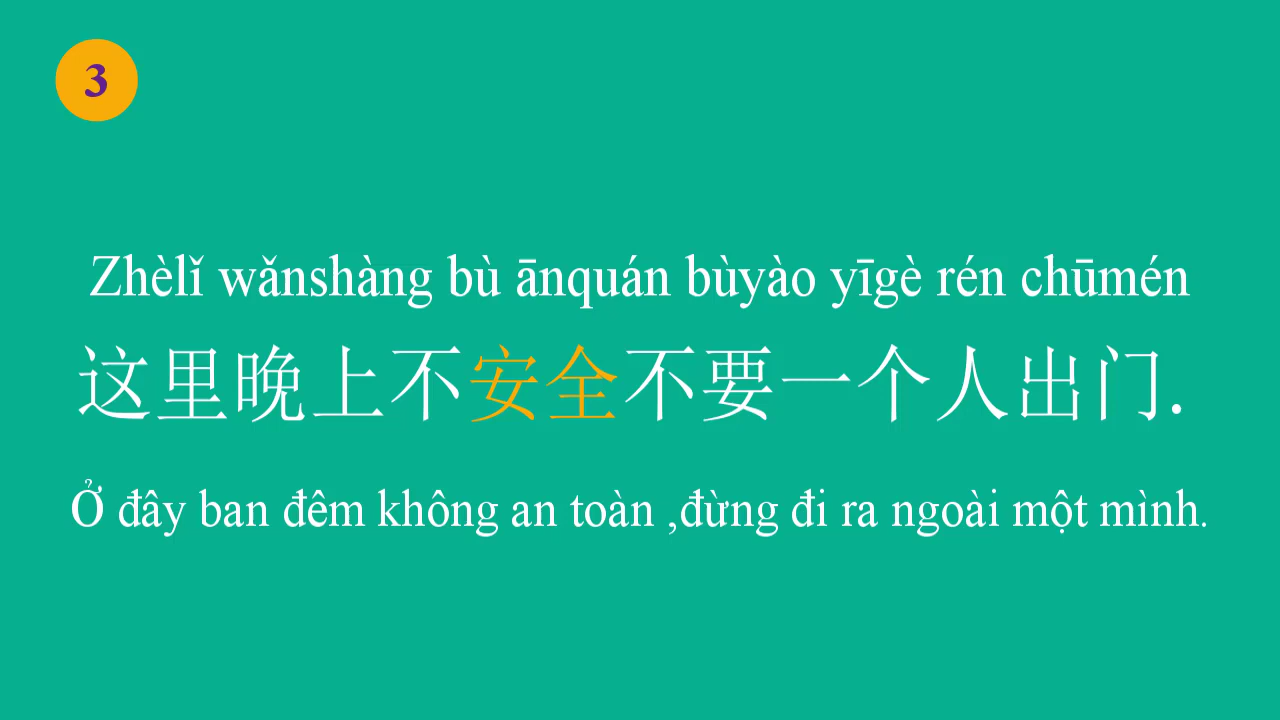 3
Zhèlǐ wǎnshàng bù ānquán bùyào yīgè rén chūmén
这里晚上不安全不要一个人出门.
Ở đây ban đêm không an toàn ,đừng đi ra ngoài một mình.